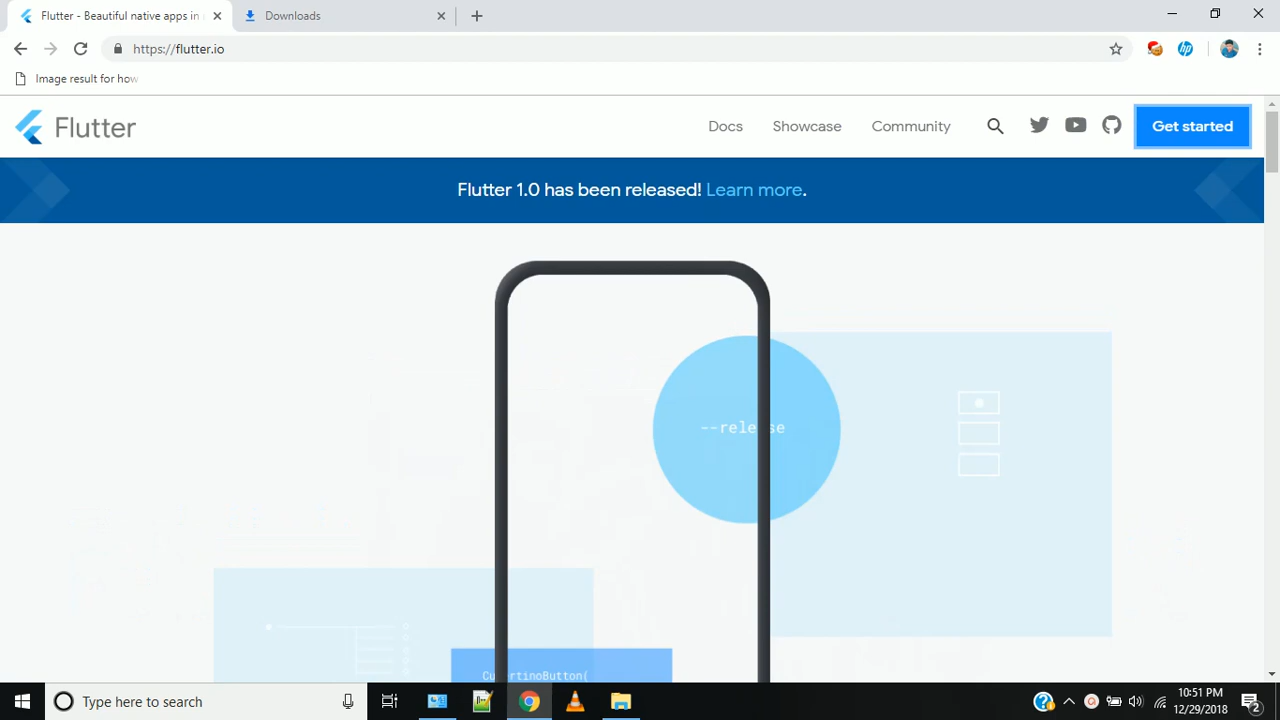 Flutter - Beautiful native apps in
Downloads
https://flutter.io
Image result for how
Flutter
Docs
Showcase
Community
Get started
Flutter 1.0 has been released! Learn more.
--release
CupertinoButton(
Type here to search
10:51 PM
12/29/2018
2